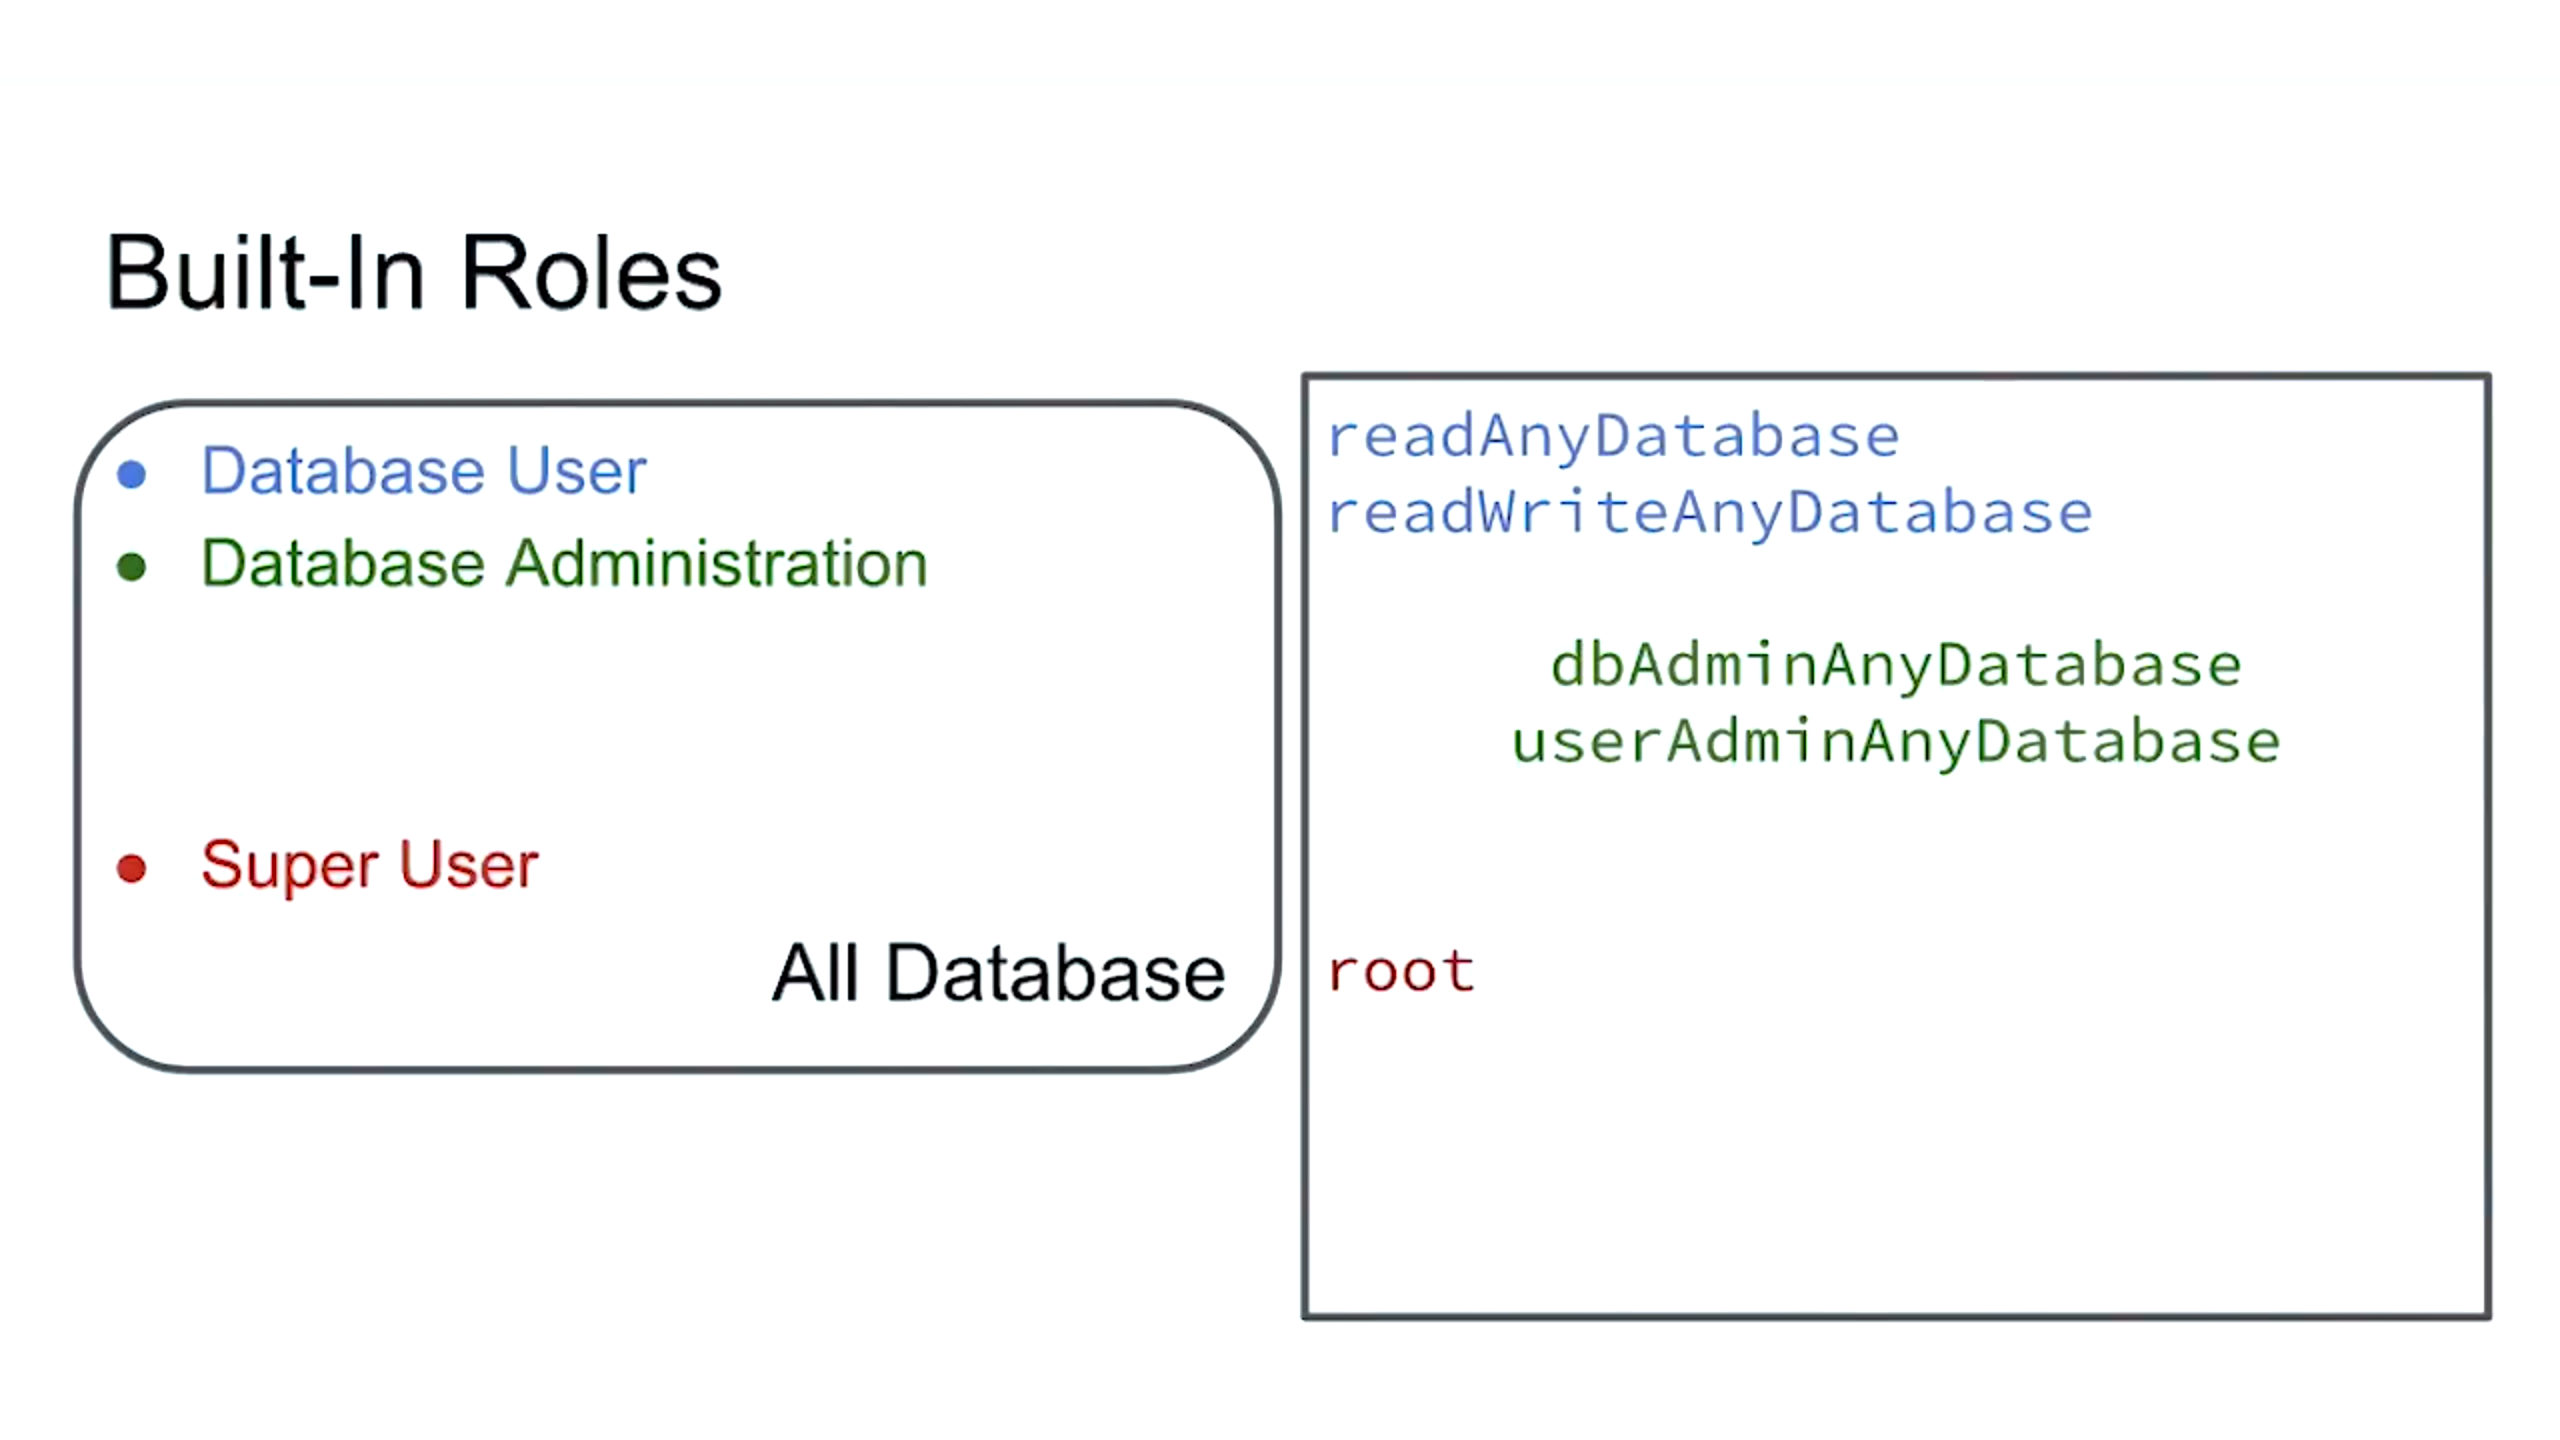 Built-In Roles
● Database User
● Database Administration
● Super User
All Database
readAnyDatabase
readWriteAnyDatabase
dbAdminAnyDatabase
userAdminAnyDatabase
root